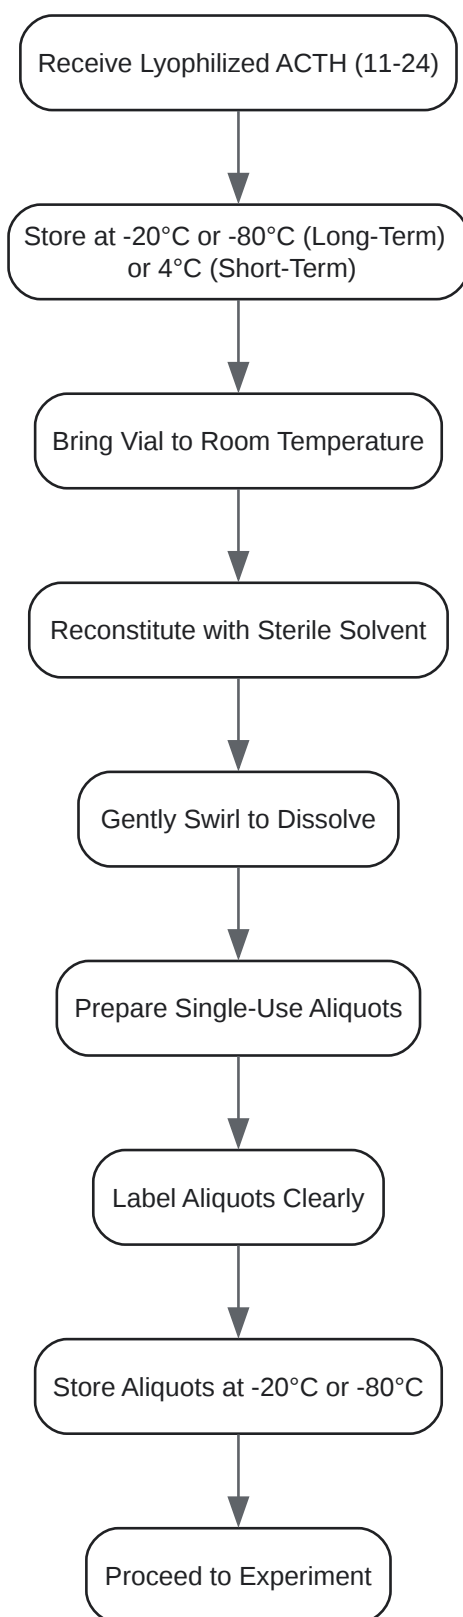 Receive Lyophilized ACTH (11-24)
Store at -20°C or -80°C (Long-Term)
or 4°C (Short-Term)
Bring Vial to Room Temperature
Reconstitute with Sterile Solvent
Gently Swirl to Dissolve
Prepare Single-Use Aliquots
Label Aliquots Clearly
Store Aliquots at -20°C or -80°C
Proceed to Experiment